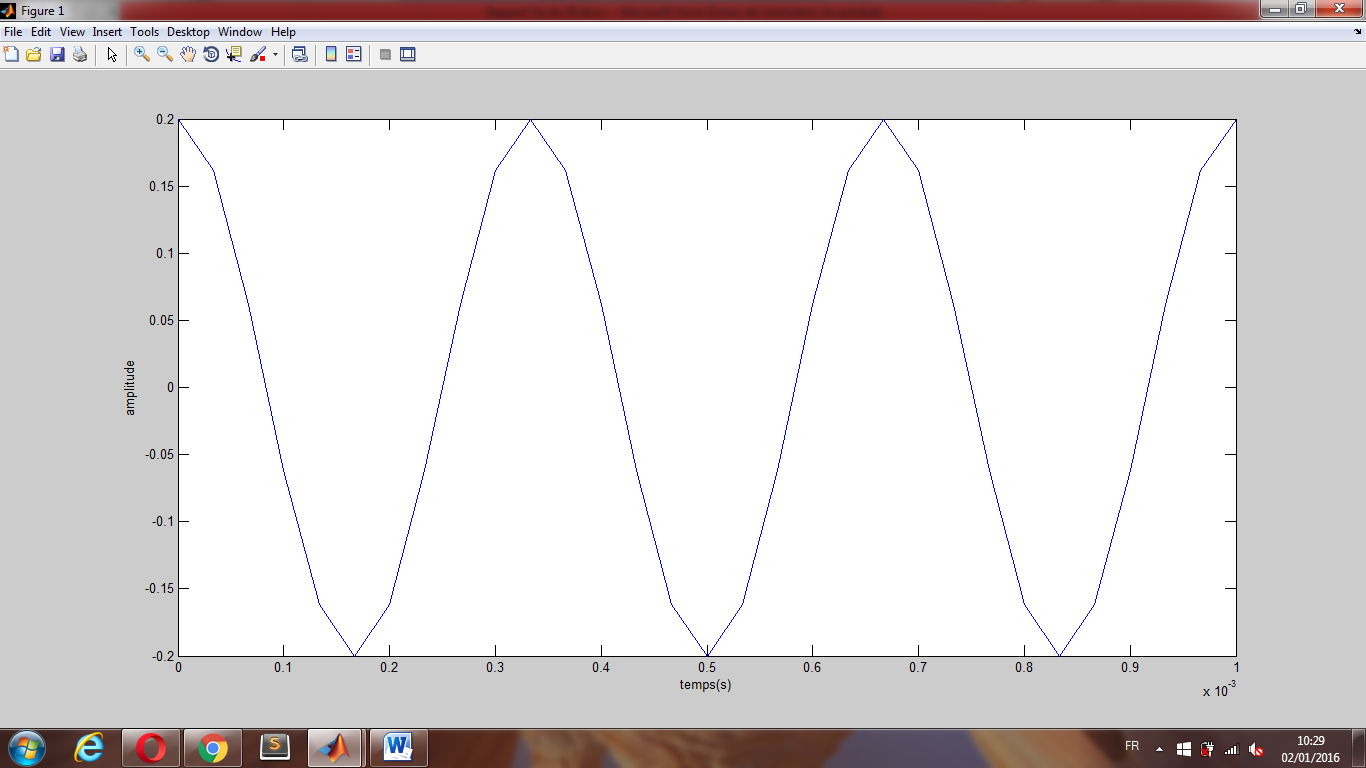 Figure 1
File Edit View Insert Tools Desktop Window Help
0.2
0.15
0.1
0.05
0
-0.05
-0.1
-0.15
-0.2
amplitude
0 0.1 0.2 0.3 0.4 0.5 0.6 0.7 0.8 0.9 1
temps(s)
x 10-3
S
W
FR
10:29
02/01/2016